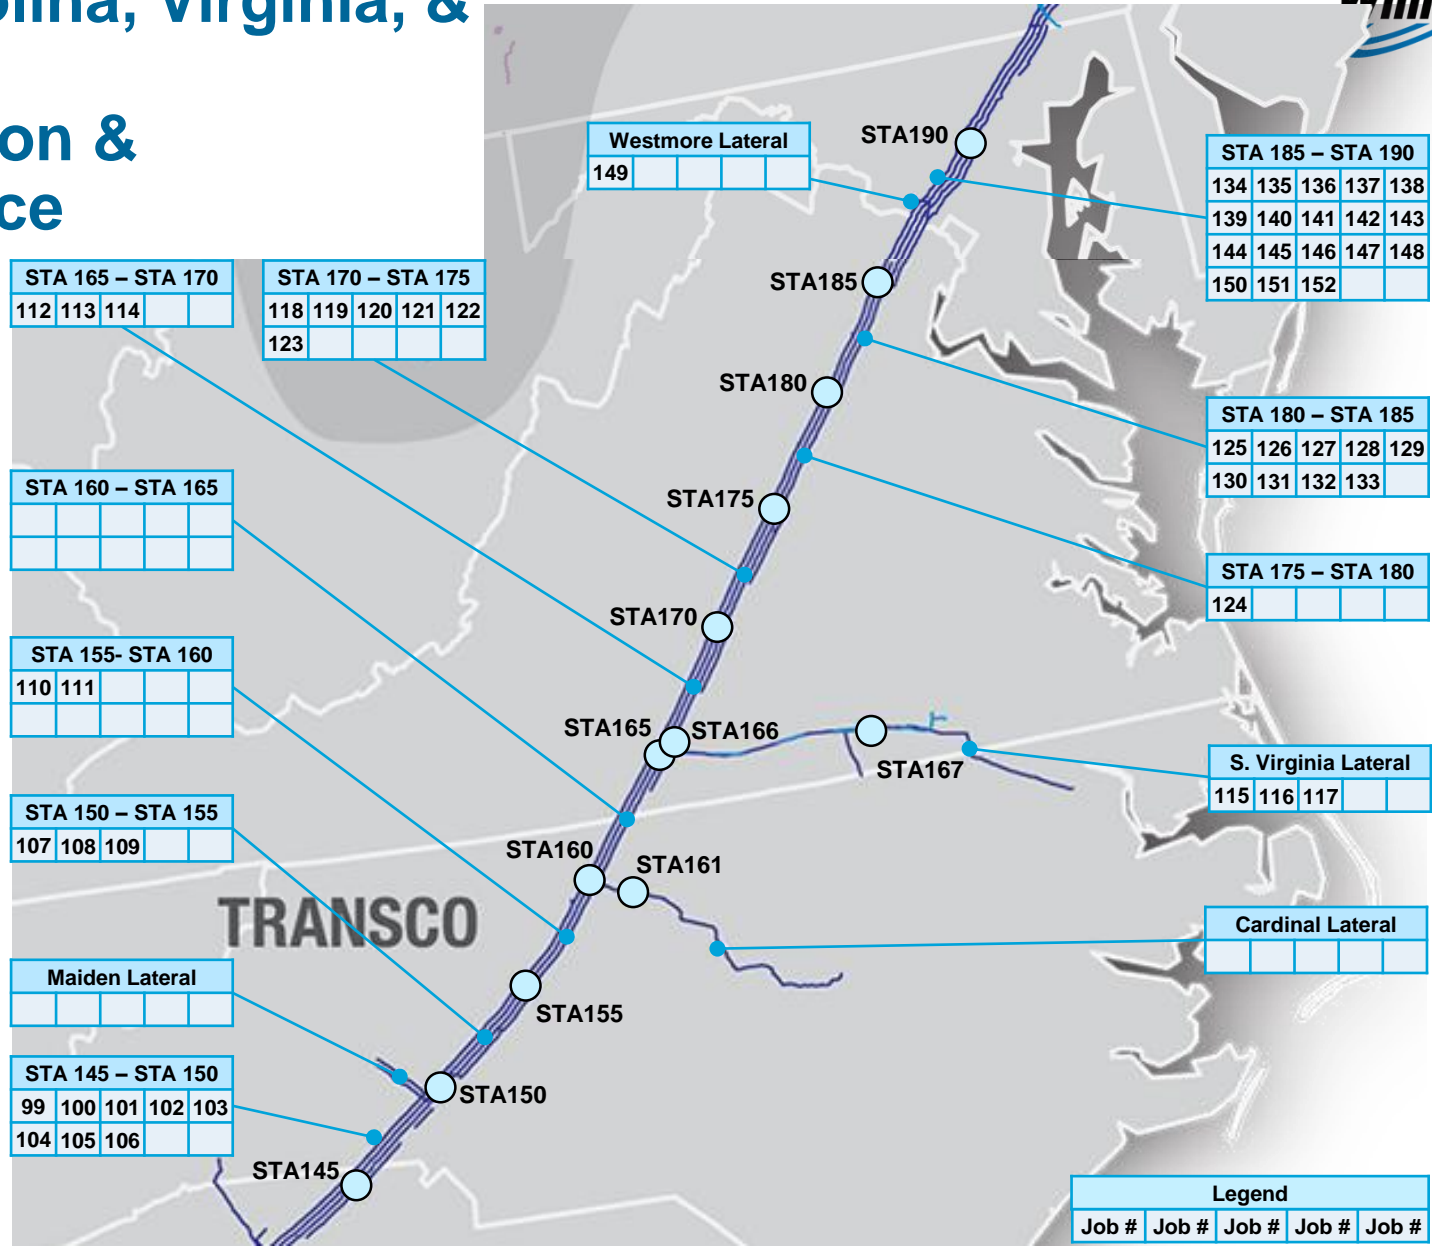 olina, Virginia, &
on &
ce
Westmore Lateral
149
STA190
STA 185 – STA 190
134 135 136 137 138
139 140 141 142 143
144 145 146 147 148
150 151 152
STA 165 – STA 170
112 113 114
STA 170 – STA 175
118 119 120 121 122
123
STA185
STA180
STA 180 – STA 185
125 126 127 128 129
130 131 132 133
STA 160 – STA 165
STA175
STA 175 – STA 180
124
STA170
STA 155- STA 160
110 111
STA165
STA166
STA167
S. Virginia Lateral
115 116 117
STA 150 – STA 155
107 108 109
STA160
STA161
TRANSCO
Cardinal Lateral
Maiden Lateral
STA155
STA 145 – STA 150
99 100 101 102 103
104 105 106
STA150
STA145
Legend
Job # Job # Job # Job # Job #